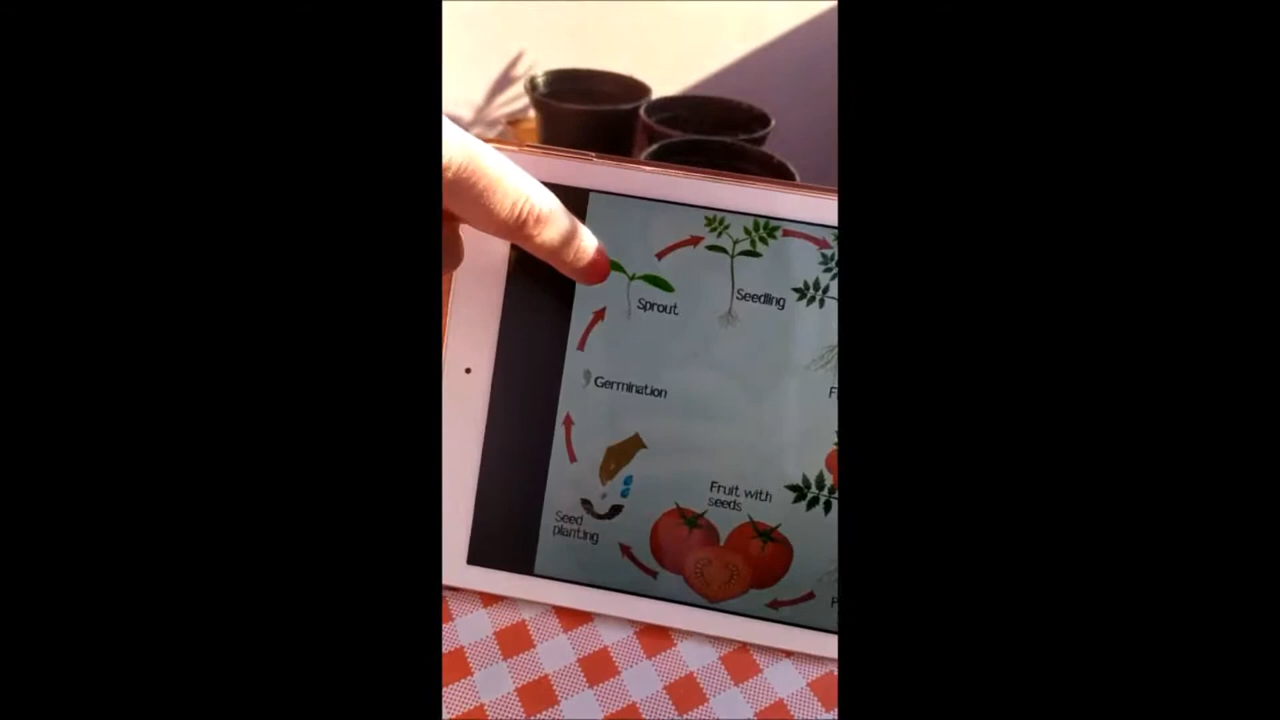 Sprout
Seedling
Germination
Fruit with
seeds
Seed
planting